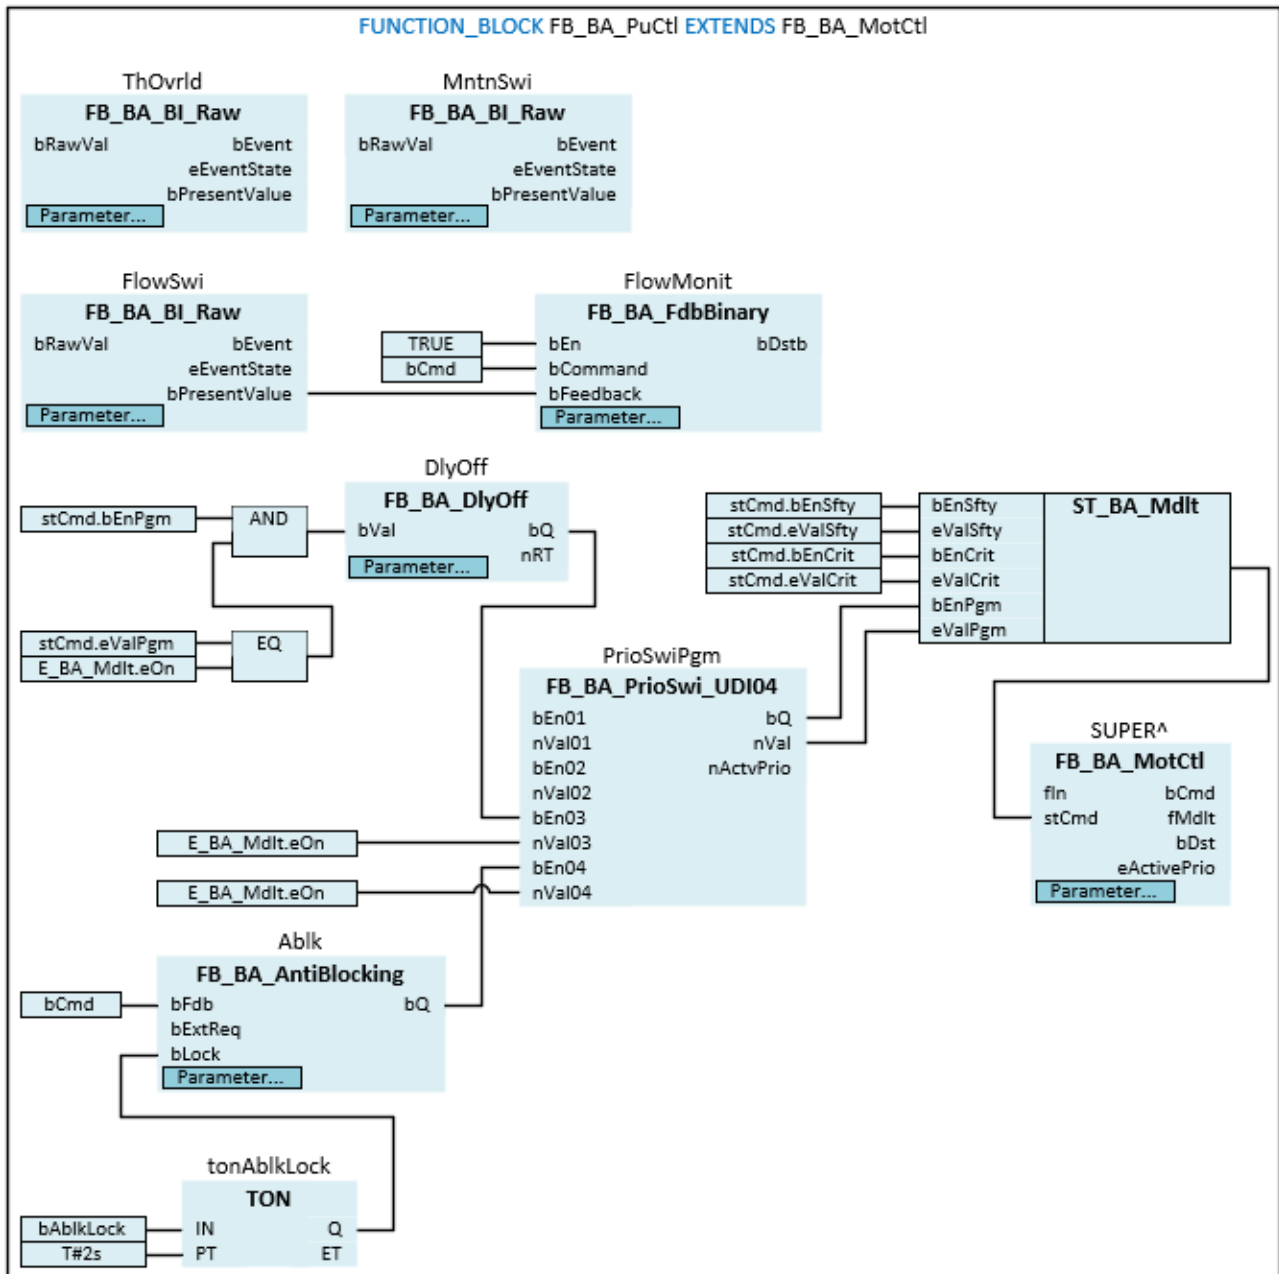 FUNCTION_BLOCK FB_BA_PuCtl EXTENDS FB_BA_MotCtl
ThOvrld
FB_BA_BI_Raw
bRawVal bEvent
eEventState
bPresentValue
Parameter...
MntnSwi
FB_BA_BI_Raw
bRawVal bEvent
eEventState
bPresentValue
Parameter...
FlowSwi
FB_BA_BI_Raw
bRawVal bEvent
eEventState
bPresentValue
Parameter...
FlowMonit
FB_BA_FdbBinary
TRUE bEn bDstb
bCmd bCommand
bFeedback
Parameter...
DlyOff
FB_BA_DlyOff
stCmd.bEnPgm AND bVal bQ
nRT
Parameter...
stCmd.eValPgm EQ
E_BA_Mdlt.eOn
stCmd.bEnSfty bEnSfty ST_BA_Mdlt
stCmd.eValSfty eValSfty
stCmd.bEnCrit bEnCrit
stCmd.eValCrit eValCrit
bEnPgm
eValPgm
PrioSwiPgm
FB_BA_PrioSwi_UDI04
bEn01 bQ
nVal01 nVal
bEn02 nActvPrio
nVal02
bEn03
E_BA_Mdlt.eOn nVal03
bEn04
E_BA_Mdlt.eOn nVal04
SUPER^
FB_BA_MotCtl
fIn bCmd
stCmd fMdlt
bDst
eActivePrio
Parameter...
Ablk
FB_BA_AntiBlocking
bCmd bFdb bQ
bExtReq
bLock
Parameter...
tonAblkLock
TON
bAblkLock IN Q
T#2s PT ET